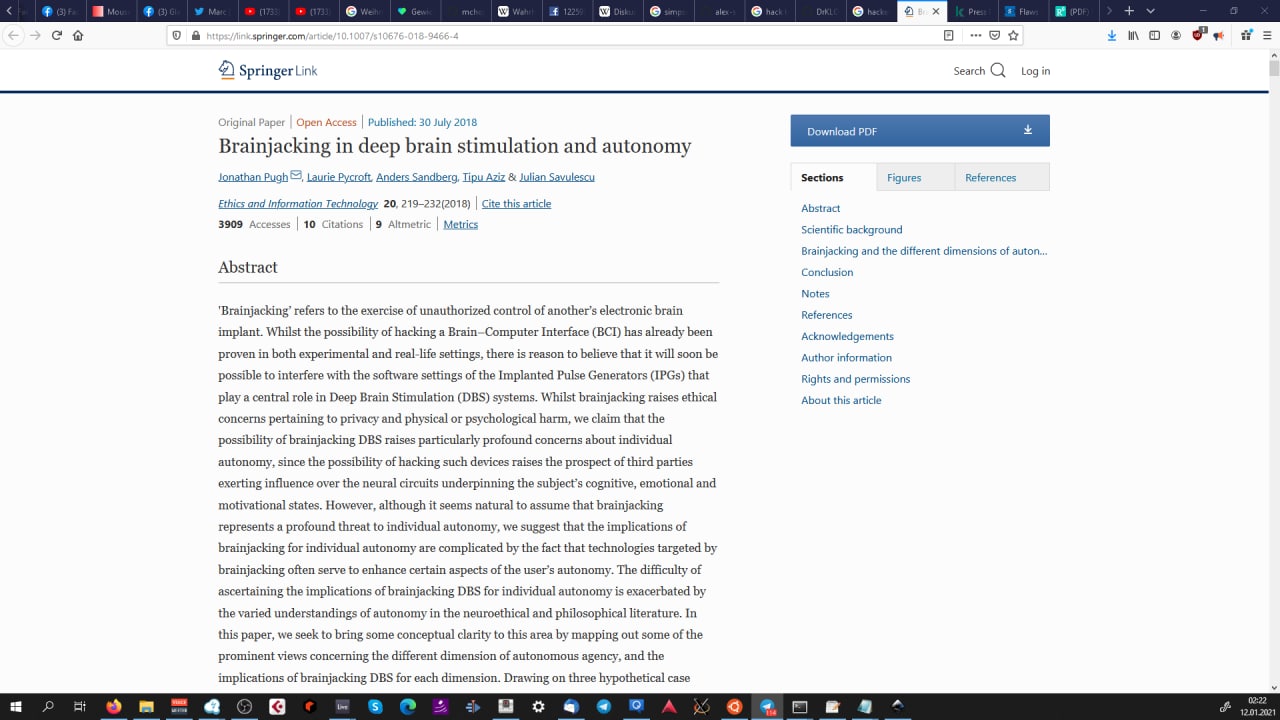 (3) Fa
Mous
(3) Gl
Marc
(1733)
(1733)
Weih
Gewic
mche
Wahr
12259
Disku
simp
alex-s
hack
DrKLO
hacke
Br
Press
Flaws
(PDF)
https://link.springer.com/article/10.1007/s10676-018-9466-4
Springer Link
Search
Log in
Original Paper | Open Access | Published: 30 July 2018
Brainjacking in deep brain stimulation and autonomy
Jonathan Pugh, Laurie Pycroft, Anders Sandberg, Tipu Aziz & Julian Savulescu
Ethics and Information Technology 20, 219–232(2018) | Cite this article
3909 Accesses | 10 Citations | 9 Altmetric | Metrics
Abstract
'Brainjacking' refers to the exercise of unauthorized control of another's electronic brain
implant. Whilst the possibility of hacking a Brain–Computer Interface (BCI) has already been
proven in both experimental and real-life settings, there is reason to believe that it will soon be
possible to interfere with the software settings of the Implanted Pulse Generators (IPGs) that
play a central role in Deep Brain Stimulation (DBS) systems. Whilst brainjacking raises ethical
concerns pertaining to privacy and physical or psychological harm, we claim that the
possibility of brainjacking DBS raises particularly profound concerns about individual
autonomy, since the possibility of hacking such devices raises the prospect of third parties
exerting influence over the neural circuits underpinning the subject's cognitive, emotional and
motivational states. However, although it seems natural to assume that brainjacking
represents a profound threat to individual autonomy, we suggest that the implications of
brainjacking for individual autonomy are complicated by the fact that technologies targeted by
brainjacking often serve to enhance certain aspects of the user's autonomy. The difficulty of
ascertaining the implications of brainjacking DBS for individual autonomy is exacerbated by
the varied understandings of autonomy in the neuroethical and philosophical literature. In
this paper, we seek to bring some conceptual clarity to this area by mapping out some of the
prominent views concerning the different dimension of autonomous agency, and the
implications of brainjacking DBS for each dimension. Drawing on three hypothetical case
Download PDF
Sections
Figures
References
Abstract
Scientific background
Brainjacking and the different dimensions of auton...
Conclusion
Notes
References
Acknowledgements
Author information
Rights and permissions
About this article
Live
02:22
12.01.2021